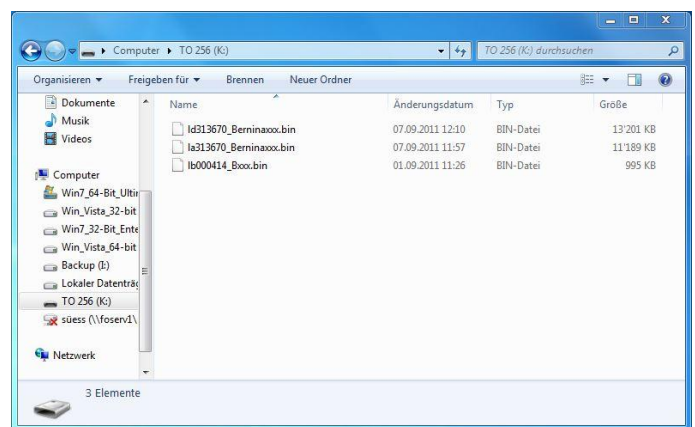 Computer ▸ TO 256 (K:)
TO 256 (K:) durchsuchen
Organisieren Freigeben für Brennen Neuer Ordner
Dokumente
Musik
Videos
Computer
Win7_64-Bit_Ultir
Win_Vista_32-bit
Win7_32-Bit_Ente
Win_Vista_64-bit
Backup (I:)
Lokaler Datenträg
TO 256 (K:)
süess (\\foserv1\
Netzwerk
Name Änderungsdatum Typ Größe
ld313670_Berninaxxx.bin 07.09.2011 12:10 BIN-Datei 13'201 KB
la313670_Berninaxxx.bin 07.09.2011 11:57 BIN-Datei 11'189 KB
lb000414_Bxxx.bin 01.09.2011 11:26 BIN-Datei 995 KB
3 Elemente